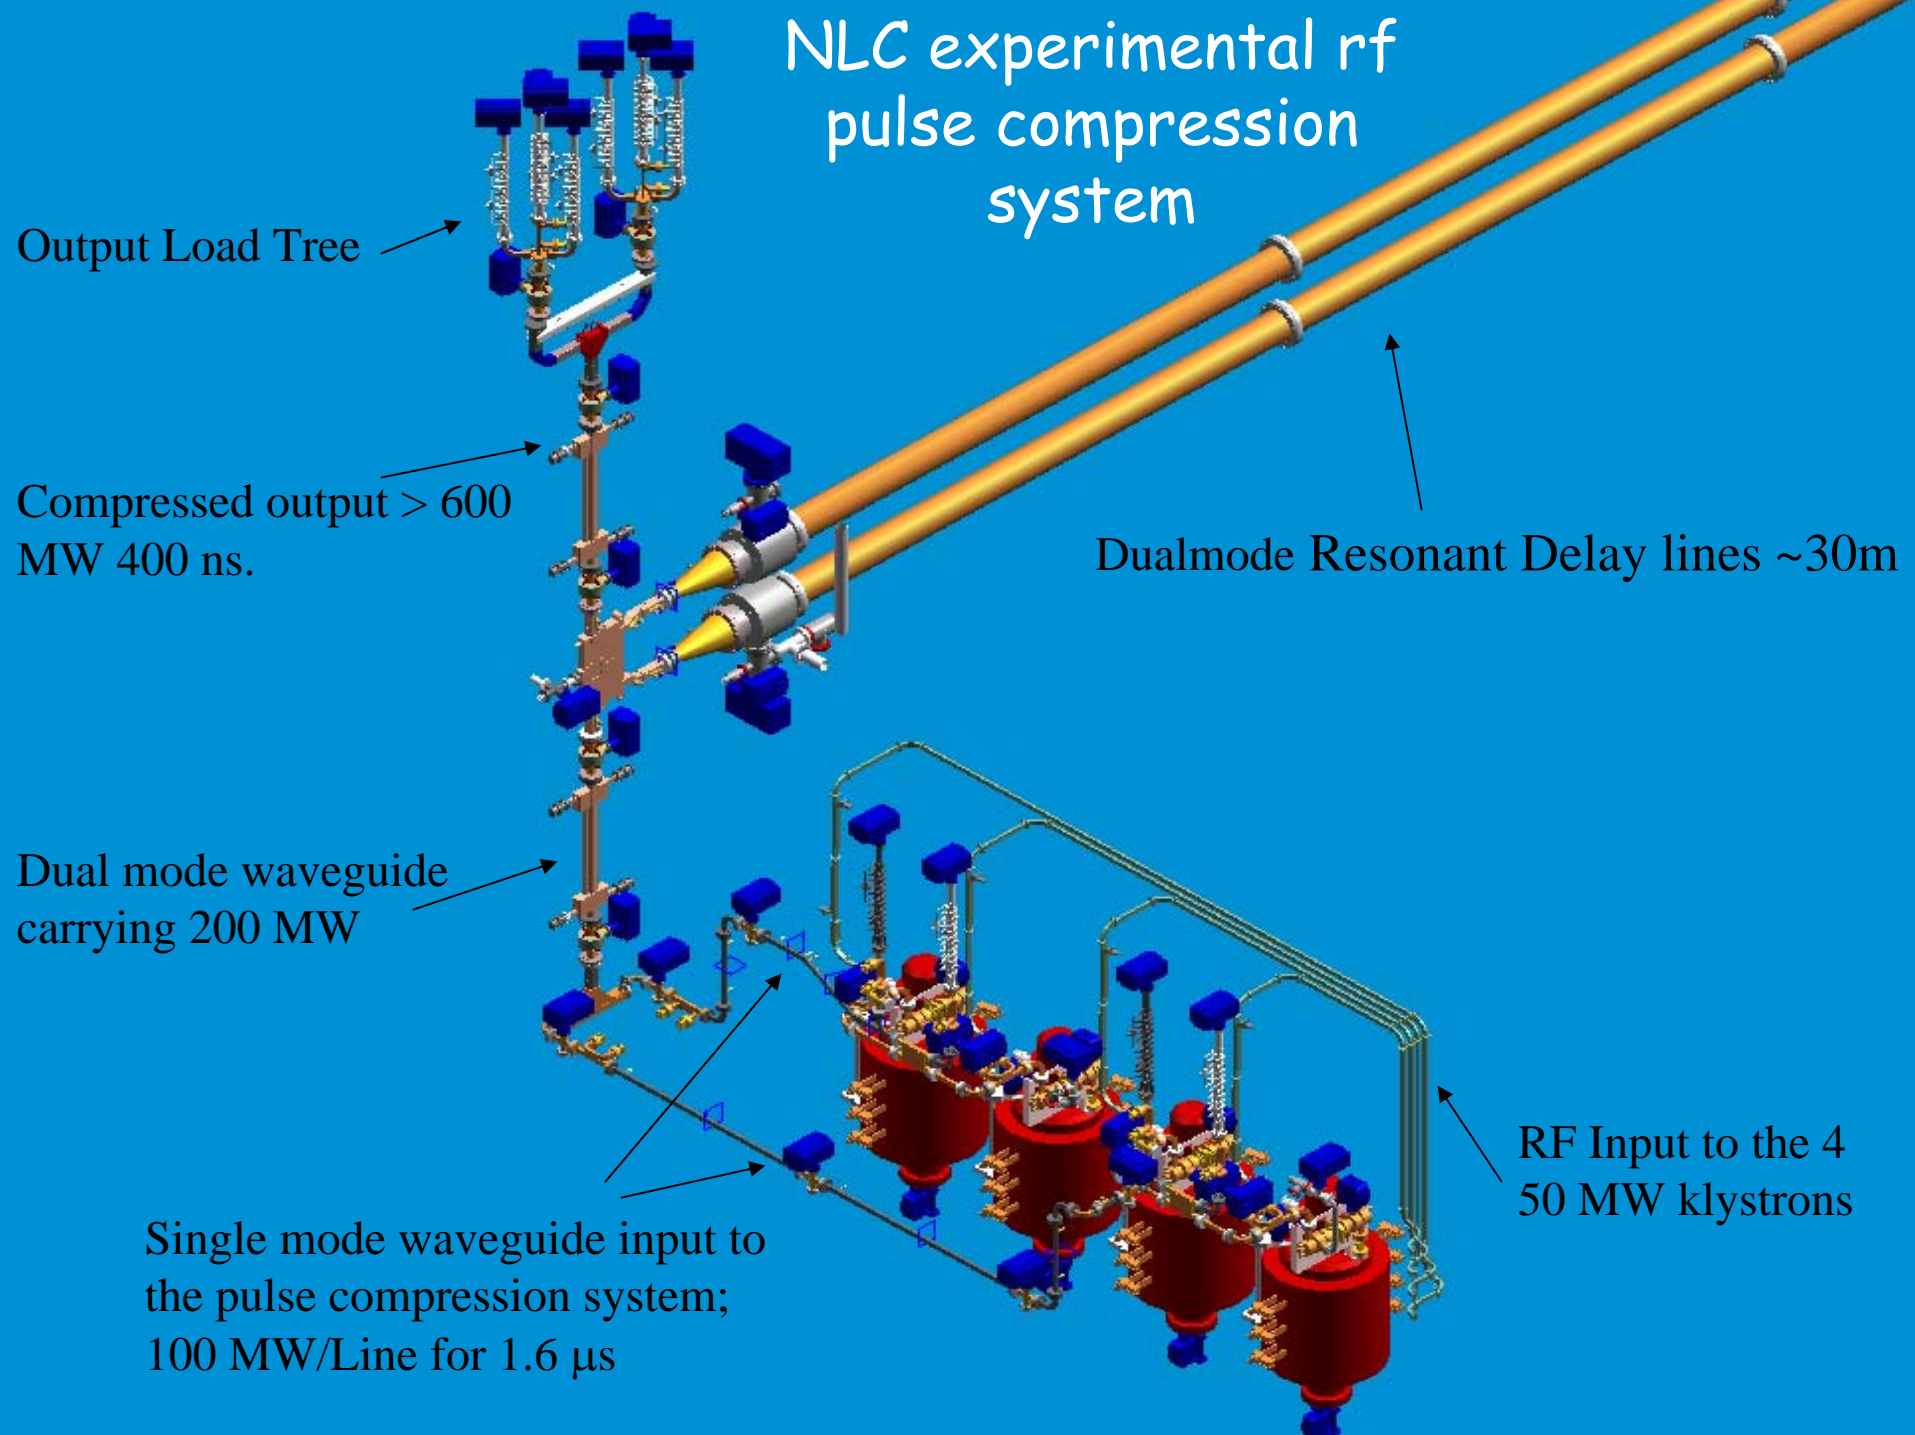 NLC experimental rf
pulse compression
system
Output Load Tree
Compressed output > 600
MW 400 ns.
Dualmode Resonant Delay lines ~30m
Dual mode waveguide
carrying 200 MW
RF Input to the 4
50 MW klystrons
Single mode waveguide input to
the pulse compression system;
100 MW/Line for 1.6 μs